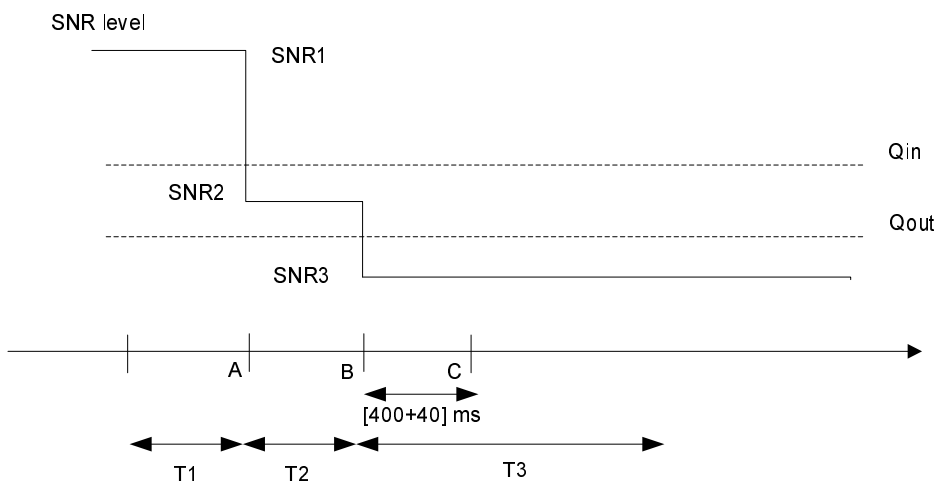 SNR level
SNR1
Qin
SNR2
Qout
SNR3
A
B
C
[400+40] ms
T1
T2
T3